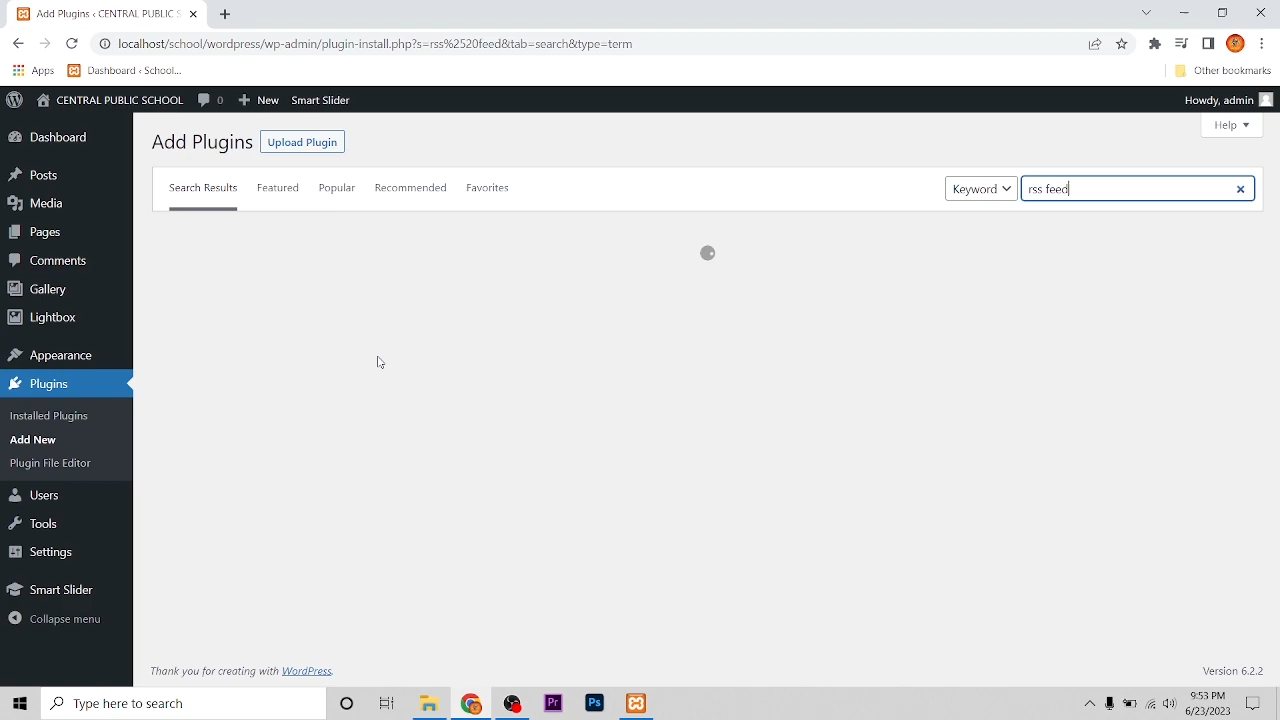 Add Plugins ‹ CENTRAL PUBLIC S
localhost/school/wordpress/wp-admin/plugin-install.php?s=rss%2520feed&tab=search&type=term
Apps
Dashboard ‹ School...
Other bookmarks
CENTRAL PUBLIC SCHOOL
0
New
Smart Slider
Howdy, admin
Dashboard
Posts
Media
Pages
Comments
Gallery
Lightbox
Appearance
Plugins
Installed Plugins
Add New
Plugin File Editor
Users
Tools
Settings
Smart Slider
Collapse menu
Help
Add Plugins
Upload Plugin
Search Results
Featured
Popular
Recommended
Favorites
Keyword
rss feed
Thank you for creating with WordPress.
Version 6.2.2
Type here to search
Pr
Ps
9:53 PM
6/23/2023